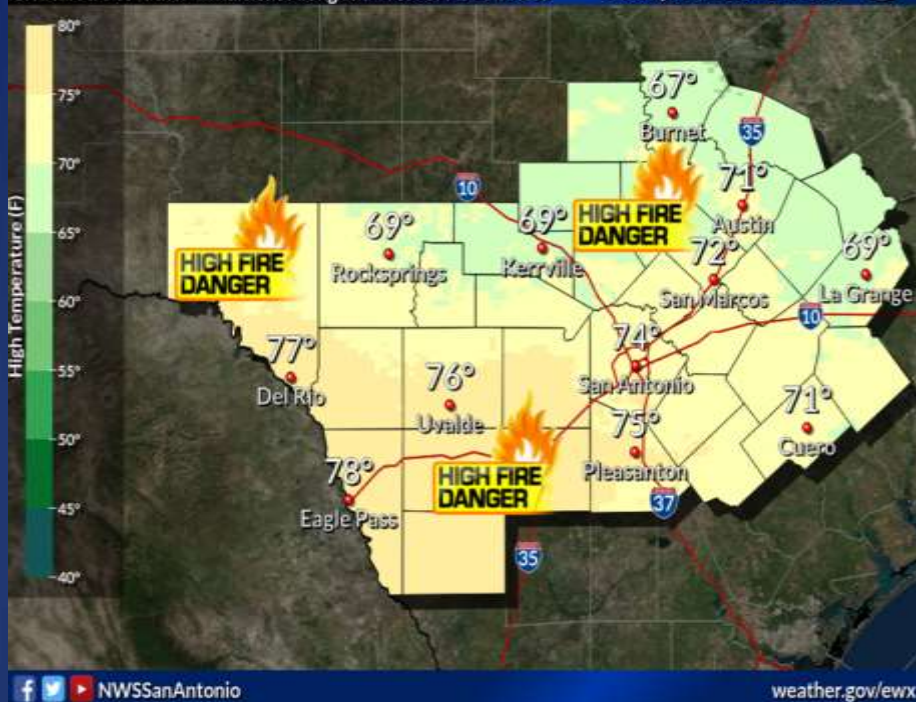 80°
75°
70°
65°
60°
55°
50°
45°
40°
High Temperature (F)
67°
Burnet
35
71°
Austin
10
HIGH FIRE
DANGER
69°
Rocksprings
69°
Kerrville
HIGH FIRE
DANGER
72°
San Marcos
69°
La Grange
10
77°
Del Rio
76°
Uvalde
74°
San Antonio
71°
Cuero
78°
Eagle Pass
HIGH FIRE
DANGER
75°
Pleasanton
37
35
NWSSanAntonio
weather.gov/ewx